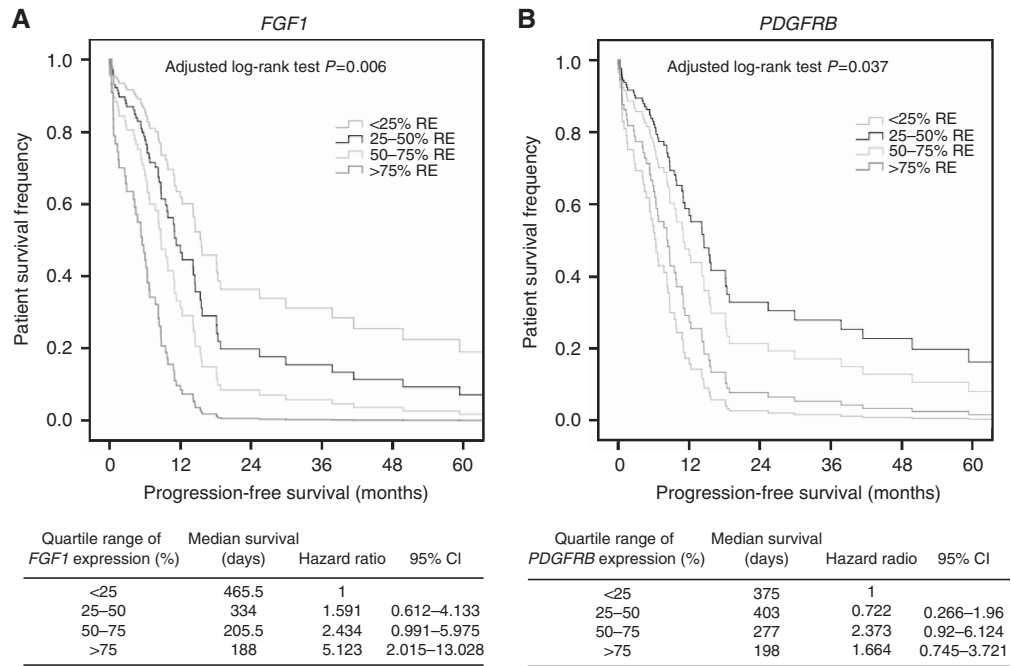 A
FGF1
Adjusted log-rank test P=0.006
<25% RE
25–50% RE
50–75% RE
>75% RE
Patient survival frequency
1.0
0.8
0.6
0.4
0.2
0.0
0 12 24 36 48 60
Progression-free survival (months)
Quartile range of FGF1 expression (%) Median survival (days) Hazard ratio 95% CI
<25 465.5 1
25–50 334 1.591 0.612–4.133
50–75 205.5 2.434 0.991–5.975
>75 188 5.123 2.015–13.028
B
PDGFRB
Adjusted log-rank test P=0.037
<25% RE
25–50% RE
50–75% RE
>75% RE
Patient survival frequency
1.0
0.8
0.6
0.4
0.2
0.0
0 12 24 36 48 60
Progression-free survival (months)
Quartile range of PDGFRB expression (%) Median survival (days) Hazard radio 95% CI
<25 375 1
25–50 403 0.722 0.266–1.96
50–75 277 2.373 0.92–6.124
>75 198 1.664 0.745–3.721